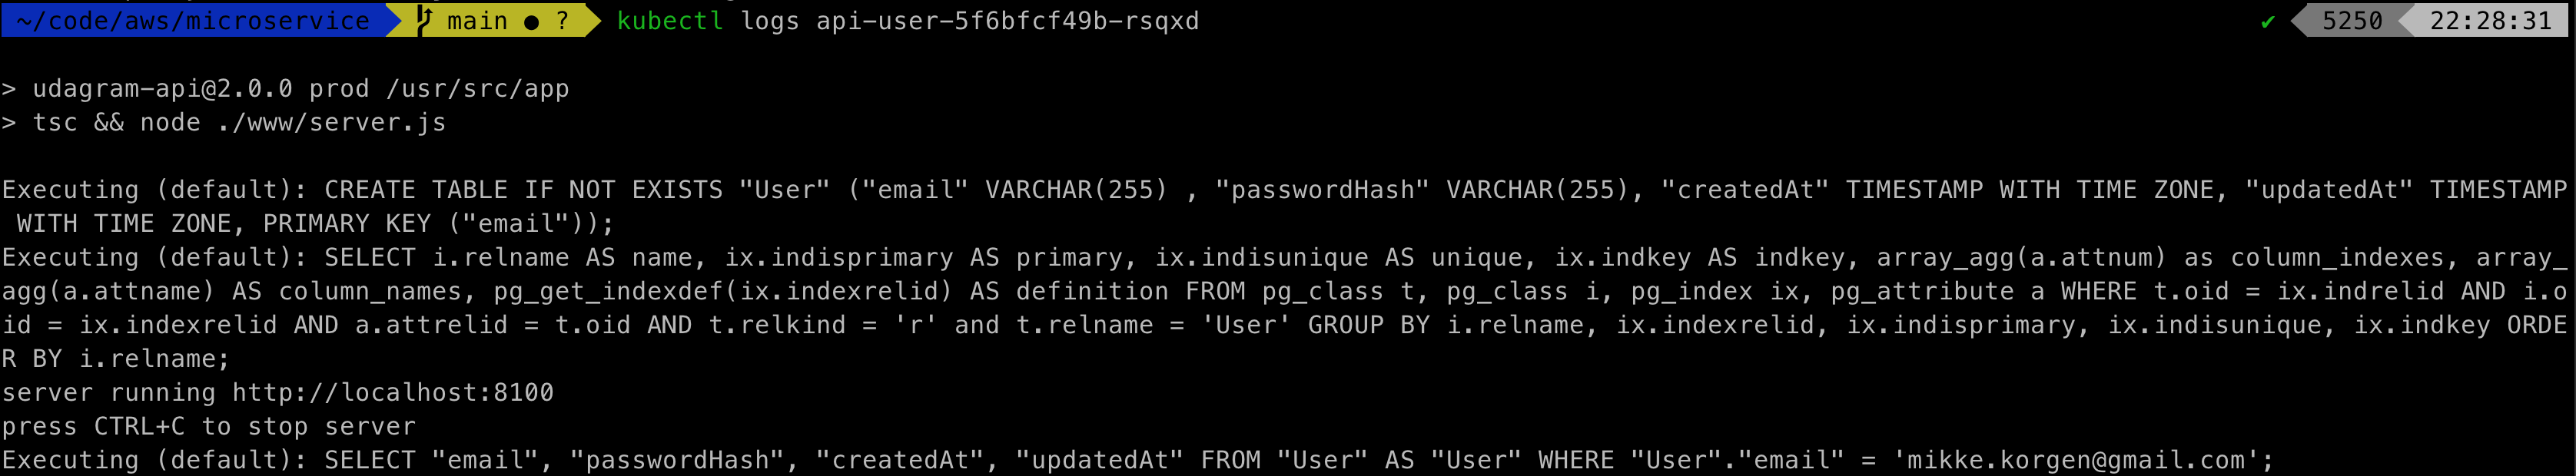 ~/code/aws/microservice main ● ? kubectl logs api-user-5f6bfcf49b-rsqxd ✔ 5250 22:28:31
> udagram-api@2.0.0 prod /usr/src/app
> tsc && node ./www/server.js
Executing (default): CREATE TABLE IF NOT EXISTS "User" ("email" VARCHAR(255) , "passwordHash" VARCHAR(255), "createdAt" TIMESTAMP WITH TIME ZONE, "updatedAt" TIMESTAMP
 WITH TIME ZONE, PRIMARY KEY ("email"));
Executing (default): SELECT i.relname AS name, ix.indisprimary AS primary, ix.indisunique AS unique, ix.indkey AS indkey, array_agg(a.attnum) as column_indexes, array_
agg(a.attname) AS column_names, pg_get_indexdef(ix.indexrelid) AS definition FROM pg_class t, pg_class i, pg_index ix, pg_attribute a WHERE t.oid = ix.indrelid AND i.o
id = ix.indexrelid AND a.attrelid = t.oid AND t.relkind = 'r' and t.relname = 'User' GROUP BY i.relname, ix.indexrelid, ix.indisprimary, ix.indisunique, ix.indkey ORDE
R BY i.relname;
server running http://localhost:8100
press CTRL+C to stop server
Executing (default): SELECT "email", "passwordHash", "createdAt", "updatedAt" FROM "User" AS "User" WHERE "User"."email" = 'mikke.korgen@gmail.com';